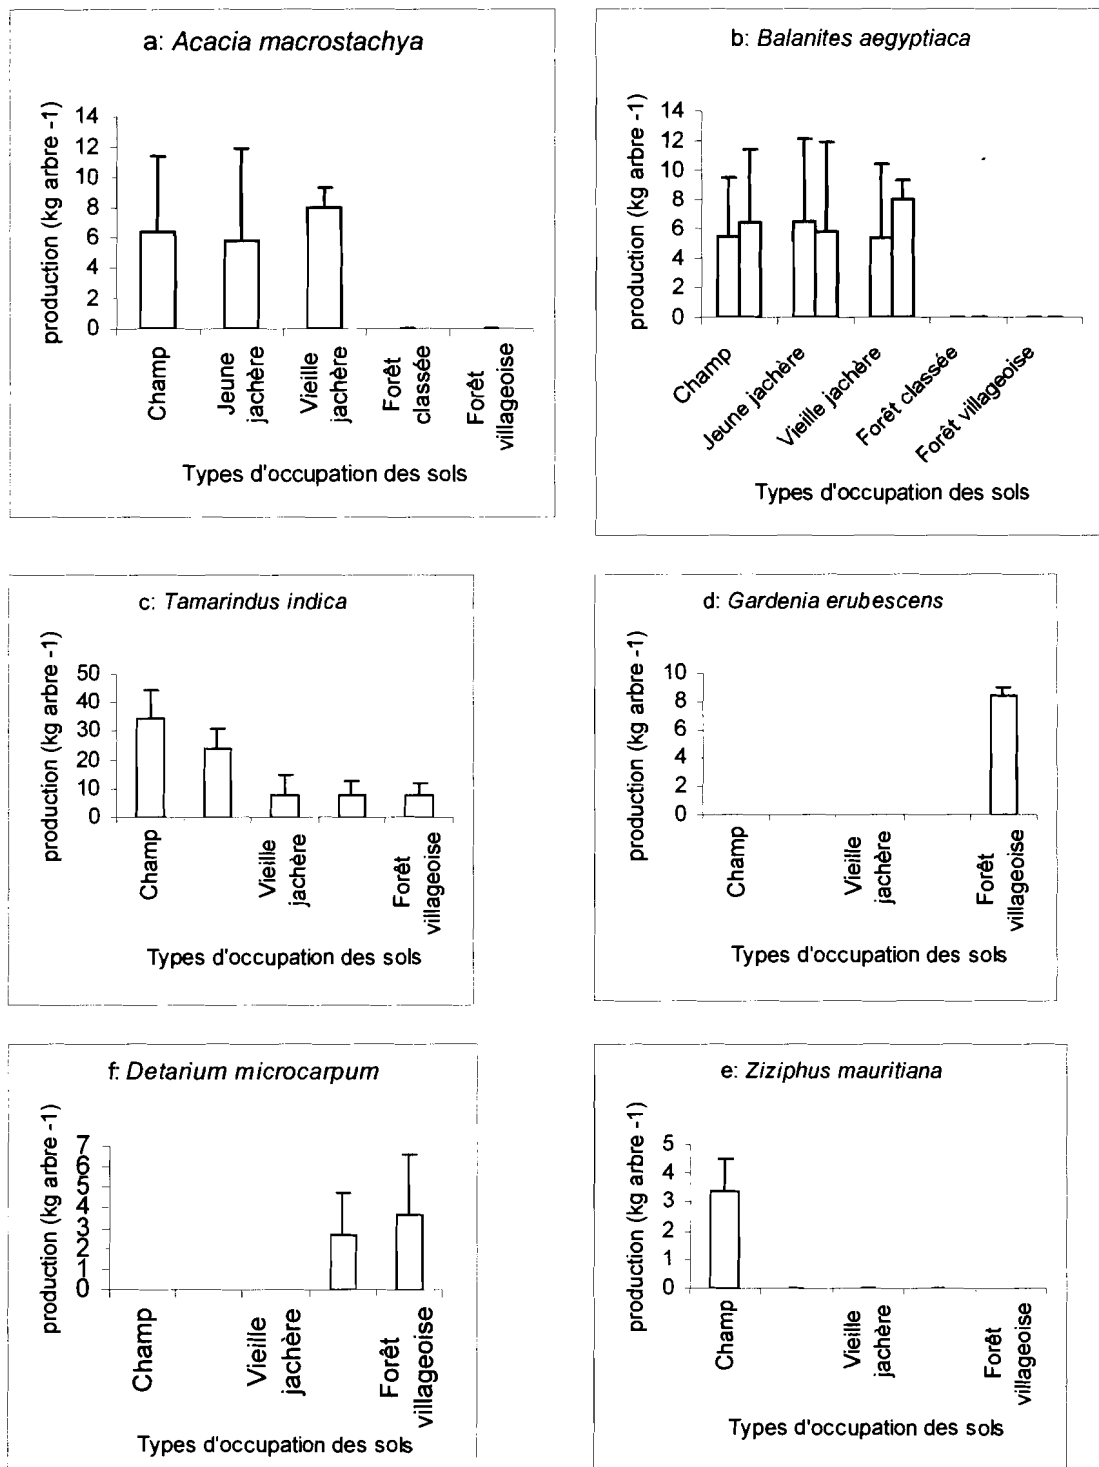 a: Acacia macrostachya
production (kg arbre -1)
14
12
10
8
6
4
2
0
Champ
Jeune
jachère
Vieille
jachère
Forêt
classée
Forêt
villageoise
Types d'occupation des sols
b: Balanites aegyptiaca
production (kg arbre -1)
14
12
10
8
6
4
2
0
Champ
Jeune jachère
Vieille jachère
Forêt classée
Forêt villageoise
Types d'occupation des sols
c: Tamarindus indica
production (kg arbre -1)
50
40
30
20
10
0
Champ
Vieille
jachère
Forêt
villageoise
Types d'occupation des sols
d: Gardenia erubescens
production (kg arbre -1)
10
8
6
4
2
0
Champ
Vieille
jachère
Forêt
villageoise
Types d'occupation des sols
f: Detarium microcarpum
production (kg arbre -1)
7
6
5
4
3
2
1
0
Champ
Vieille
jachère
Forêt
villageoise
Types d'occupation des sols
e: Ziziphus mauritiana
production (kg arbre -1)
5
4
3
2
1
0
Champ
Vieille
jachère
Forêt
villageoise
Types d'occupation des sols